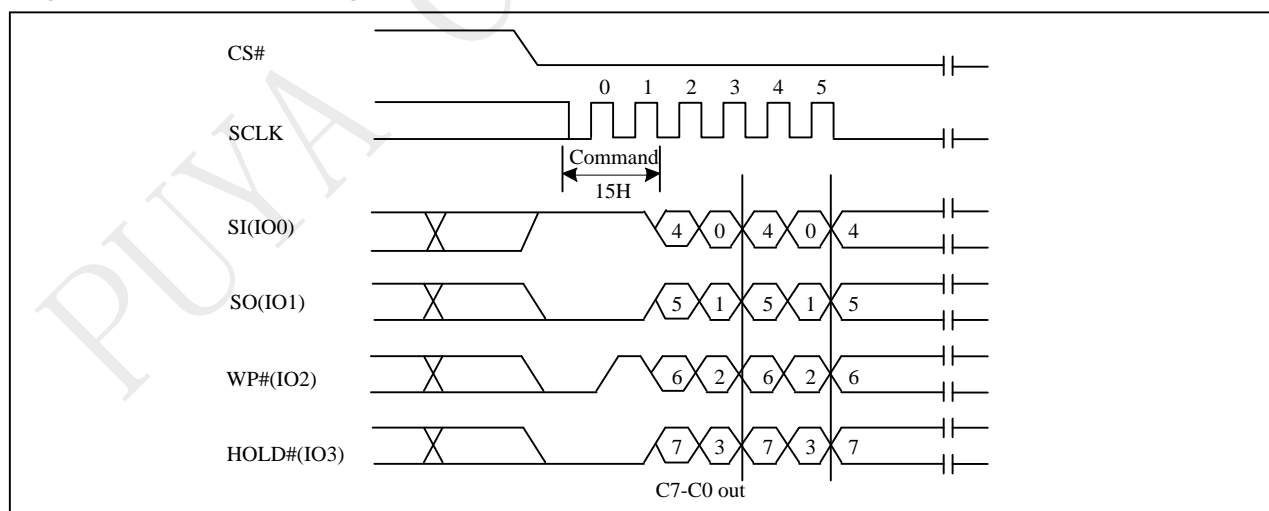 CS#
0 1 2 3 4 5
SCLK
Command
15H
SI(IO0) 4 0 4 0 4
SO(IO1) 5 1 5 1 5
WP#(IO2) 6 2 6 2 6
HOLD#(IO3) 7 3 7 3 7
C7-C0 out
PUYA